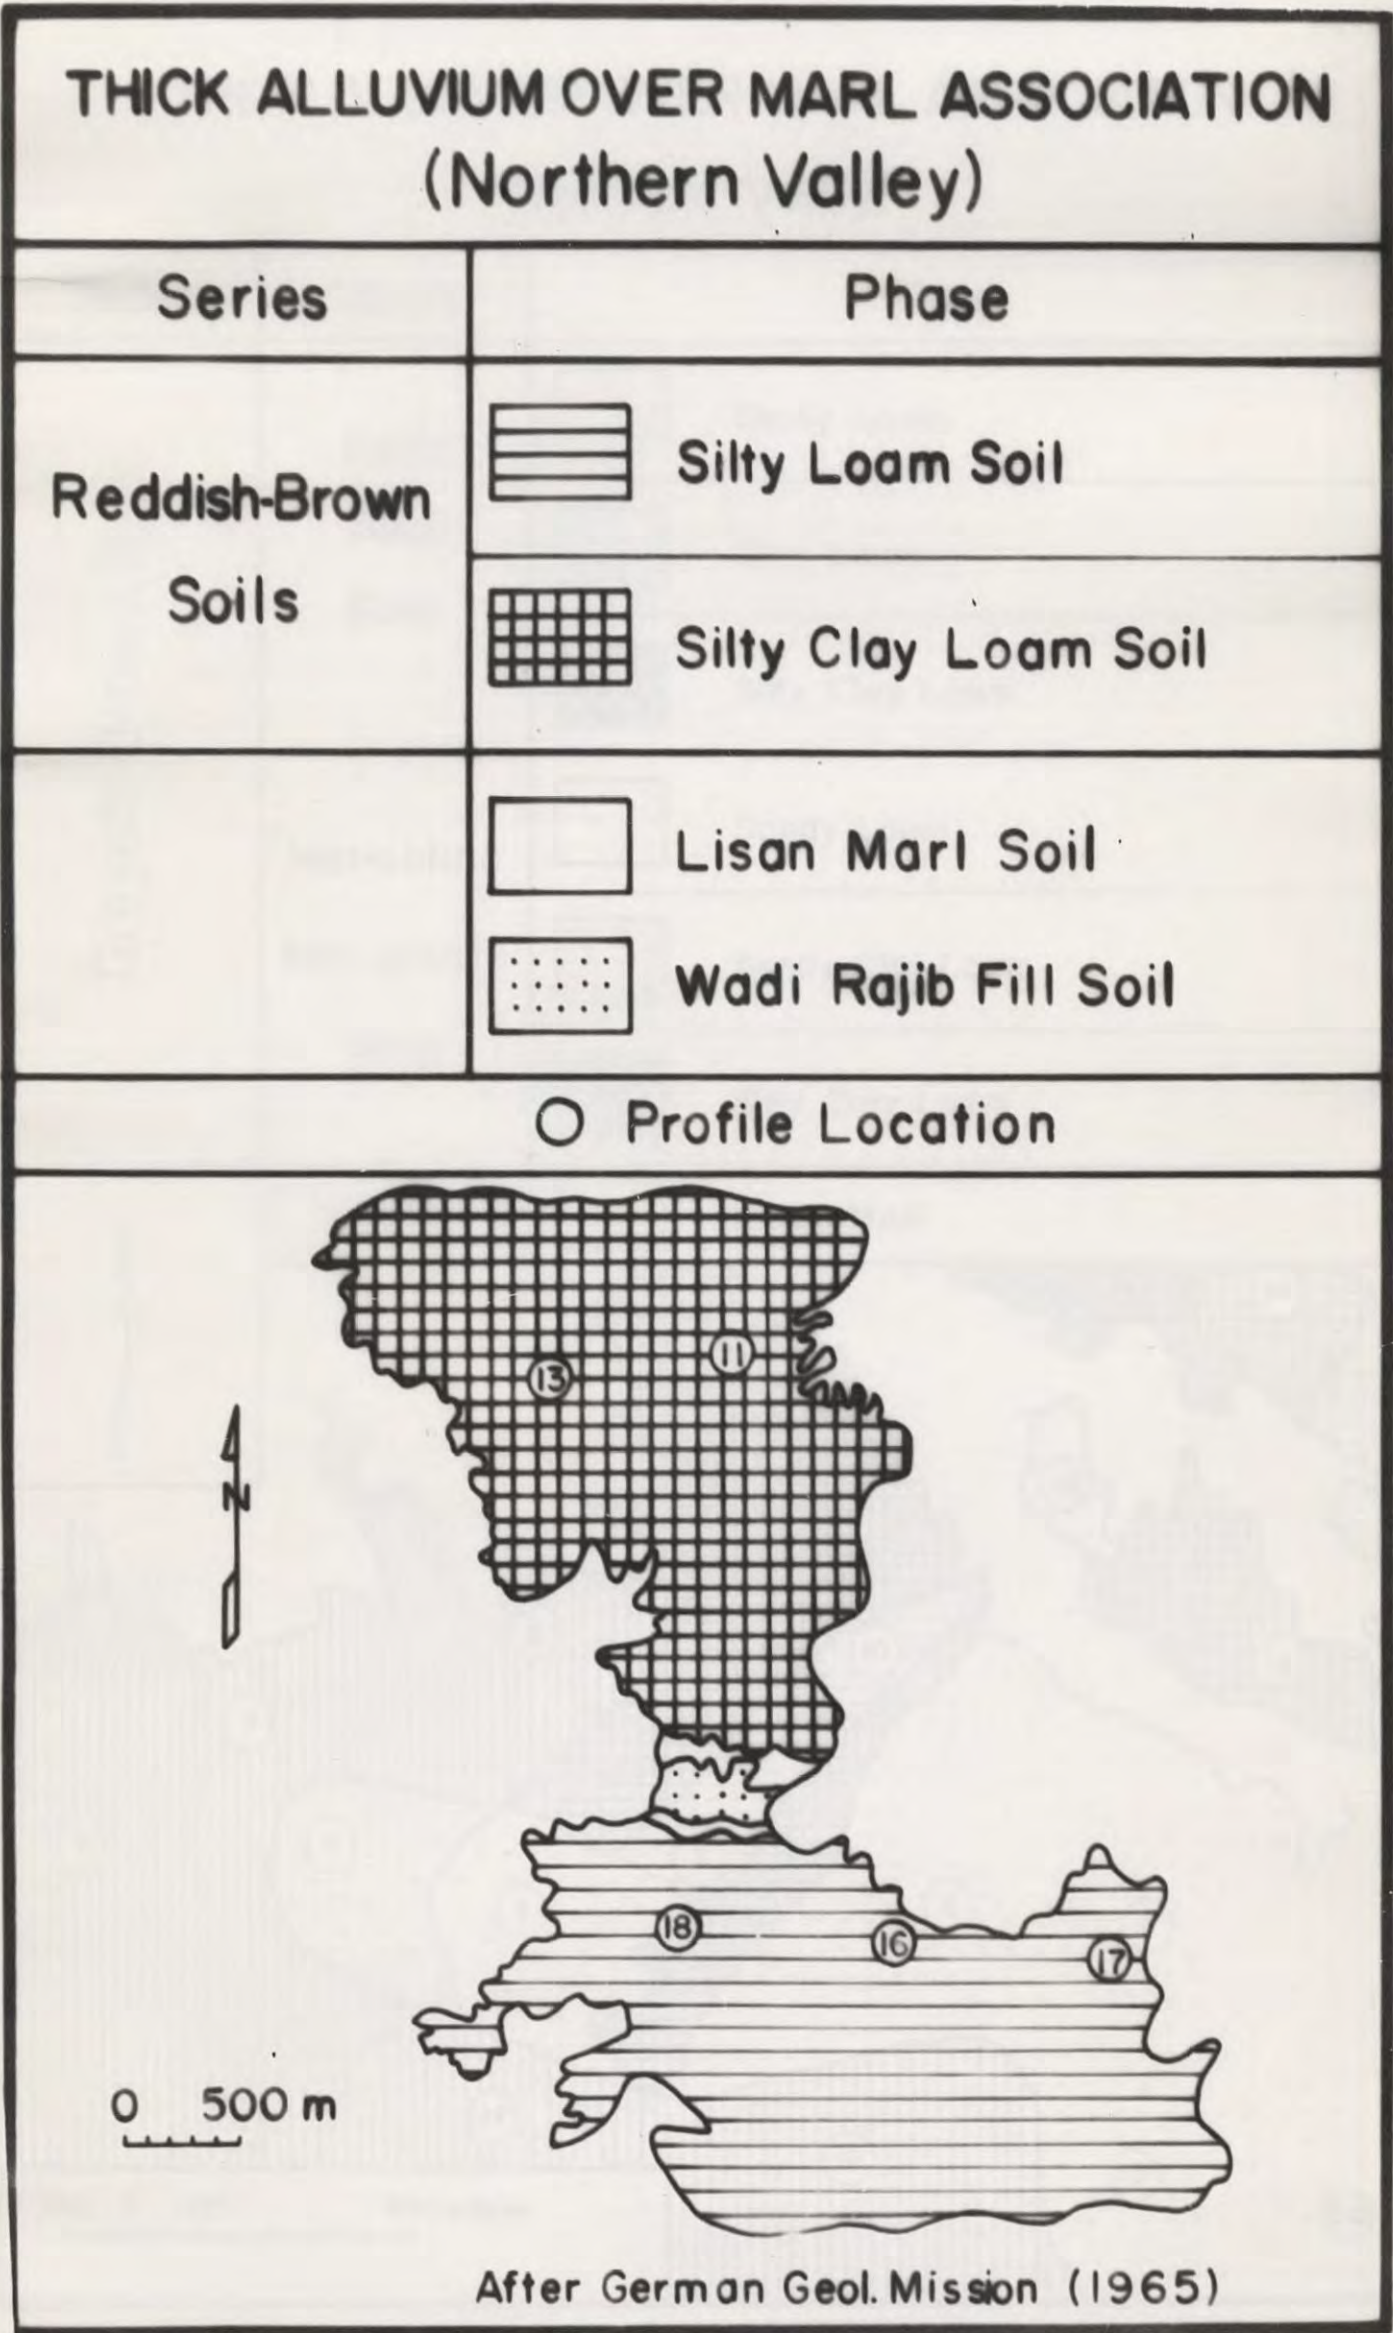 THICK ALLUVIUM OVER MARL ASSOCIATION
(Northern Valley)
Series
Phase
Reddish-Brown
Soils
Silty Loam Soil
Silty Clay Loam Soil
Lisan Marl Soil
Wadi Rajib Fill Soil
Profile Location
11
13
N
18
16
17
0 500 m
After German Geol. Mission (1965)